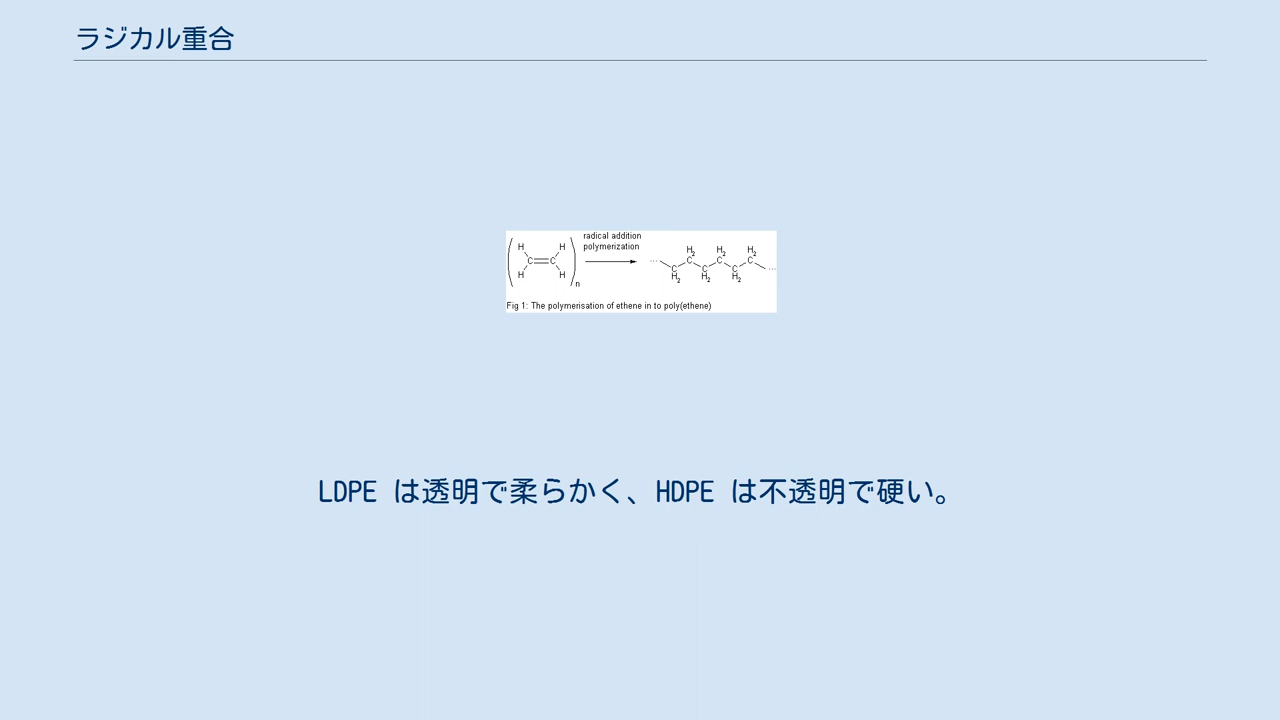 ラジカル重合
radical addition
polymerization
H H H₂ H₂ H₂
C C C C C C C C
H H H₂ H₂ H₂
n
Fig 1: The polymerisation of ethene in to poly(ethene)
LDPE は透明で柔らかく、HDPE は不透明で硬い。